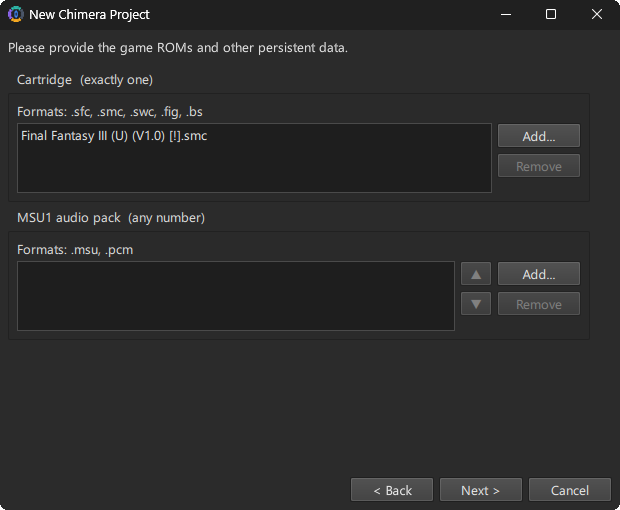 New Chimera Project
Please provide the game ROMs and other persistent data.
Cartridge (exactly one)
Formats: .sfc, .smc, .swc, .fig, .bs
Final Fantasy III (U) (V1.0) [!].smc
Add...
Remove
MSU1 audio pack (any number)
Formats: .msu, .pcm
Add...
Remove
< Back
Next >
Cancel